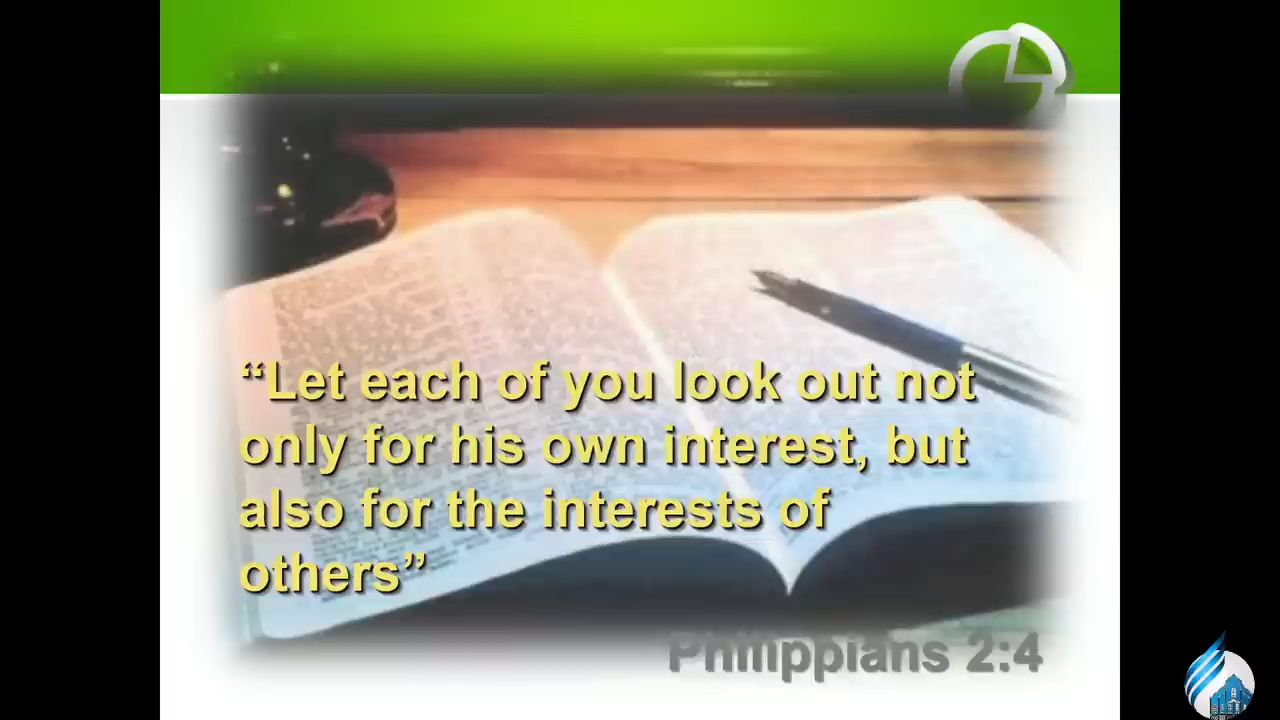 “Let each of you look out not
only for his own interest, but
also for the interests of
others”
Philippians 2:4